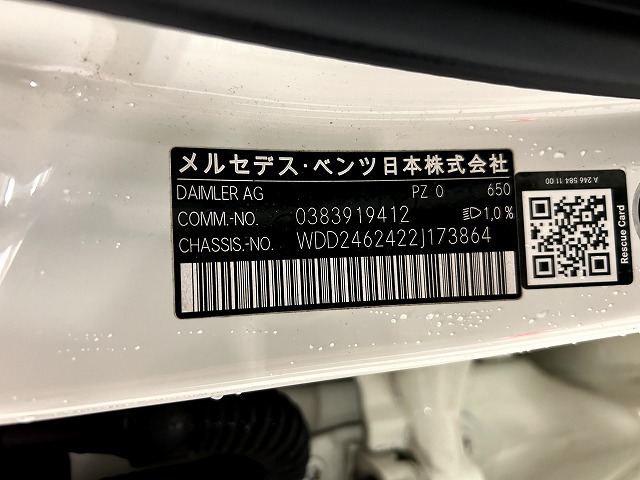 メルセデス・ベンツ日本株式会社
DAIMLER AG PZ 0 650
COMM.-NO. 0383919412 1,0 %
CHASSIS.-NO. WDD2462422J173864
A 246 584 11 00
Rescue Card